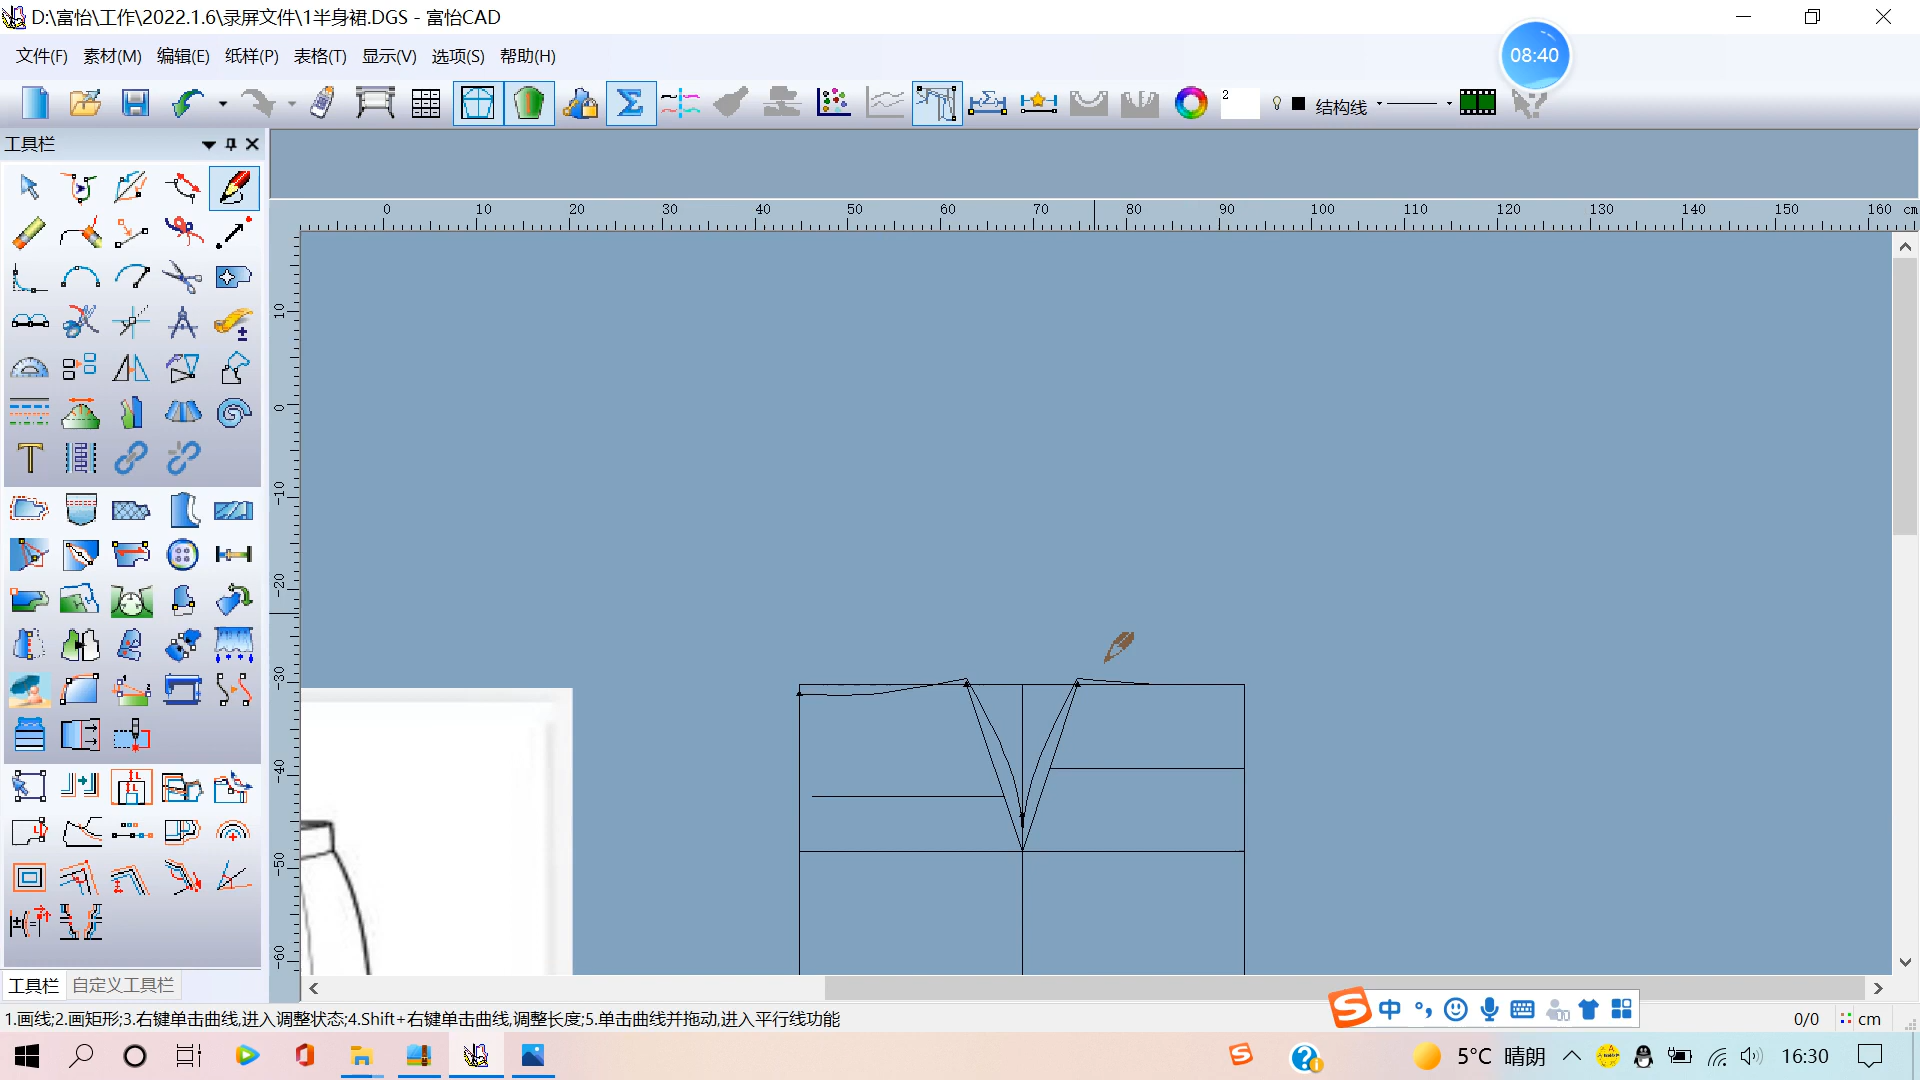 D:\富怡\工作\2022.1.6\录屏文件\1半身裙.DGS - 富怡CAD
08:40
文件(F) 素材(M) 编辑(E) 纸样(P) 表格(T) 显示(V) 选项(S) 帮助(H)
2
结构线
工具栏
0 10 20 30 40 50 60 70 80 90 100 110 120 130 140 150 160 cm
10
0
-10
-20
-30
-40
-50
-60
工具栏 自定义工具栏
中
1.画线;2.画矩形;3.右键单击曲线,进入调整状态;4.Shift+右键单击曲线,调整长度;5.单击曲线并拖动,进入平行线功能
0/0 cm
5°C 晴朗
16:30